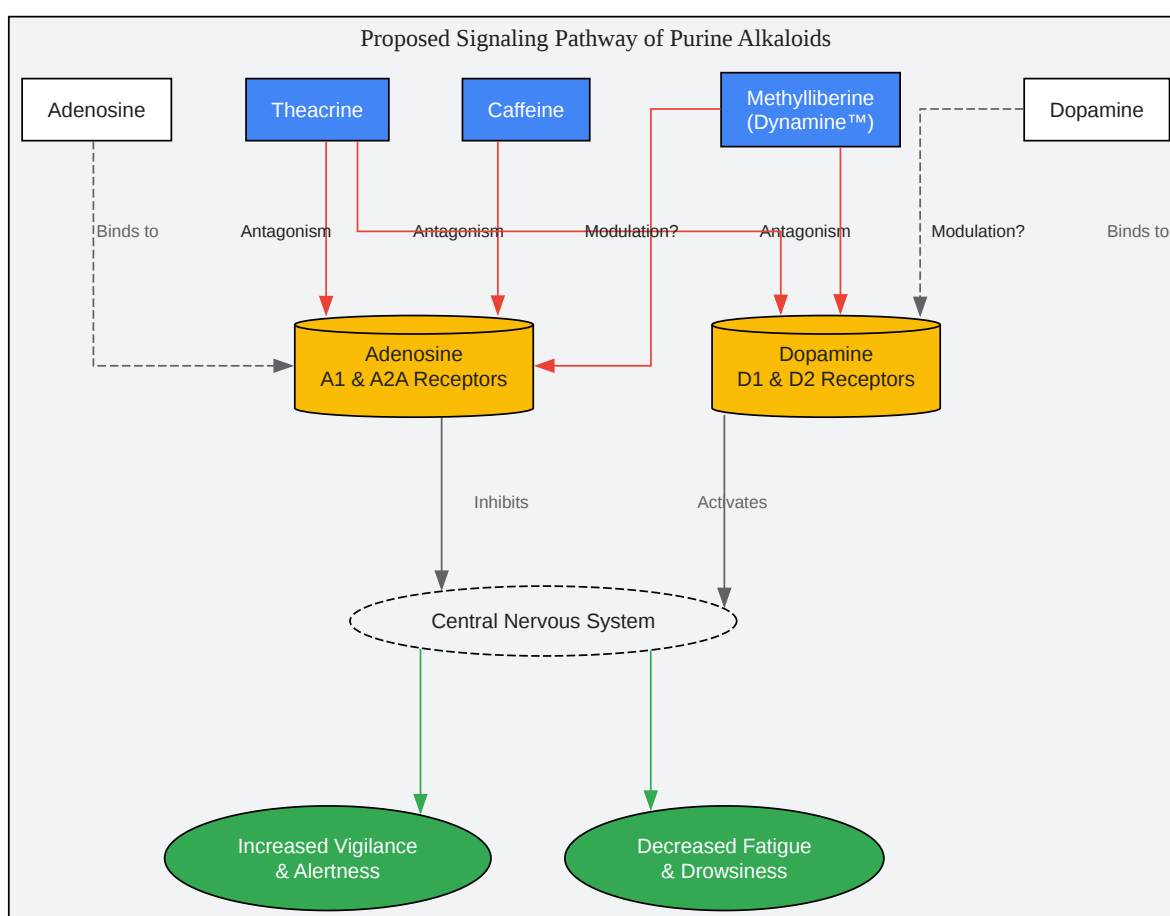 Proposed Signaling Pathway of Purine Alkaloids
Adenosine
Theacrine
Caffeine
Methylliberine
(Dynamine™)
Dopamine
Binds to
Antagonism
Antagonism
Modulation?
Antagonism
Modulation?
Binds to
Adenosine
A1 & A2A Receptors
Dopamine
D1 & D2 Receptors
Inhibits
Activates
Central Nervous System
Increased Vigilance
& Alertness
Decreased Fatigue
& Drowsiness